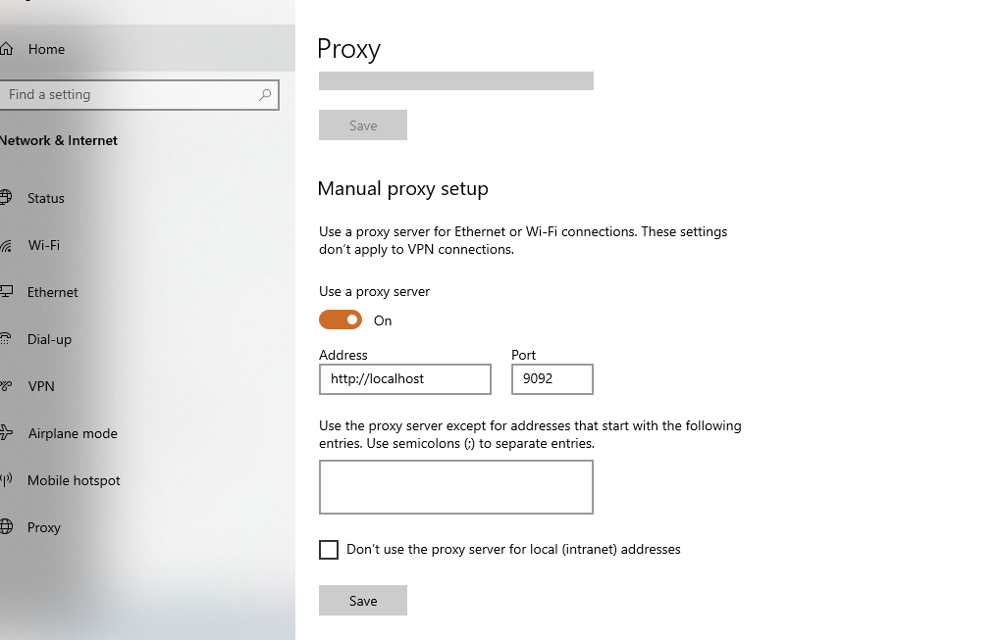 Home
Find a setting
Network & Internet
Status
Wi-Fi
Ethernet
Dial-up
VPN
Airplane mode
Mobile hotspot
Proxy
Proxy
Save
Manual proxy setup
Use a proxy server for Ethernet or Wi-Fi connections. These settings
don't apply to VPN connections.
Use a proxy server
On
Address Port
http://localhost 9092
Use the proxy server except for addresses that start with the following
entries. Use semicolons (;) to separate entries.
Don't use the proxy server for local (intranet) addresses
Save